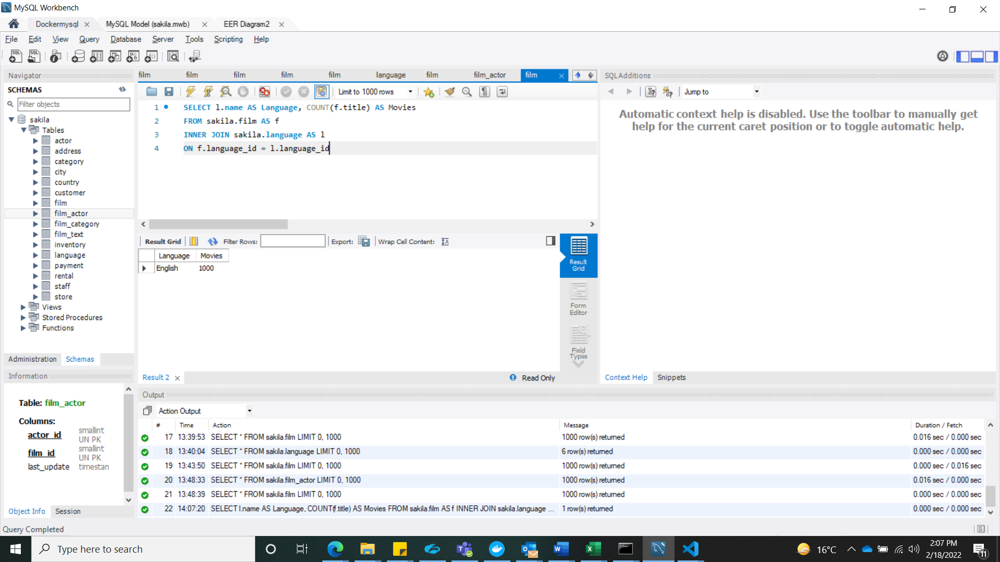 MySQL Workbench
Dockermysql
MySQL Model (sakila.mwb)
EER Diagram2
File Edit View Query Database Server Tools Scripting Help
Navigator
SCHEMAS
Filter objects
sakila
Tables
actor
address
category
city
country
customer
film
film_actor
film_category
film_text
inventory
language
payment
rental
staff
store
Views
Stored Procedures
Functions
Administration Schemas
Information
Table: film_actor
Columns:
actor_id smallint UN PK
film_id smallint UN PK
last_update timestan
Object Info Session
film film film film film language film film_actor film
Limit to 1000 rows
1 SELECT l.name AS Language, COUNT(f.title) AS Movies
2 FROM sakila.film AS f
3 INNER JOIN sakila.language AS l
4 ON f.language_id = l.language_id
Result Grid Filter Rows: Export: Wrap Cell Content:
Language Movies
English 1000
Result Grid
Form Editor
Field Types
Result 2
Read Only
SQLAdditions
Jump to
Automatic context help is disabled. Use the toolbar to manually get
help for the current caret position or to toggle automatic help.
Context Help Snippets
Output
Action Output
# Time Action Message Duration / Fetch
17 13:39:53 SELECT * FROM sakila.film LIMIT 0, 1000 1000 row(s) returned 0.016 sec / 0.000 sec
18 13:40:04 SELECT * FROM sakila.language LIMIT 0, 1000 6 row(s) returned 0.000 sec / 0.000 sec
19 13:43:50 SELECT * FROM sakila.film LIMIT 0, 1000 1000 row(s) returned 0.000 sec / 0.016 sec
20 13:48:33 SELECT * FROM sakila.film_actor LIMIT 0, 1000 1000 row(s) returned 0.016 sec / 0.000 sec
21 13:48:39 SELECT * FROM sakila.film LIMIT 0, 1000 1000 row(s) returned 0.000 sec / 0.000 sec
22 14:07:20 SELECT l.name AS Language, COUNT(f.title) AS Movies FROM sakila.film AS f INNER JOIN sakila.language ... 1 row(s) returned 0.000 sec / 0.000 sec
Query Completed
Type here to search
16°C
2:07 PM
2/18/2022
11